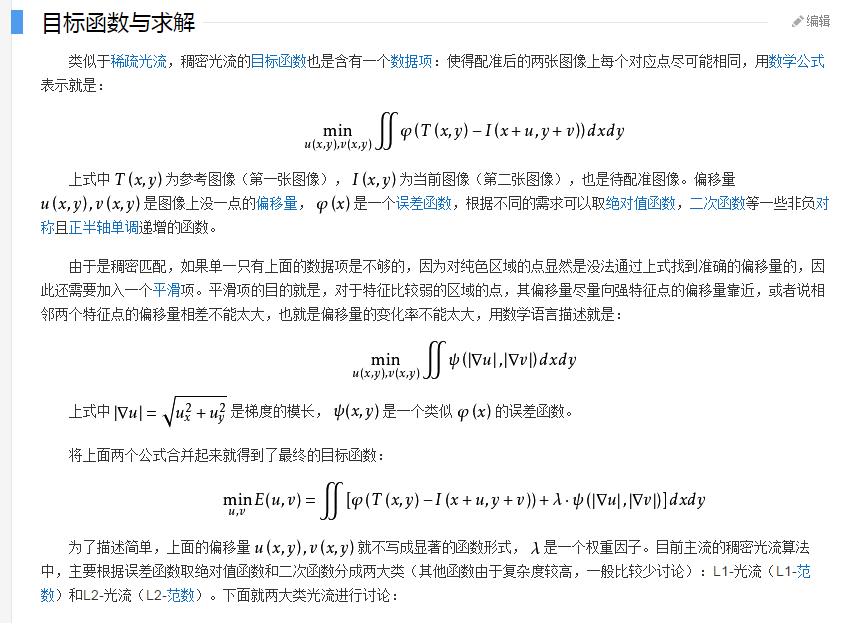 目标函数与求解
编辑
类似于稀疏光流，稠密光流的目标函数也是含有一个数据项：使得配准后的两张图像上每个对应点尽可能相同，用数学公式
表示就是：
min_{u(x,y),v(x,y)} ∬ φ(T(x,y)−I(x+u,y+v))dxdy
上式中 T(x,y) 为参考图像（第一张图像）， I(x,y) 为当前图像（第二张图像），也是待配准图像。偏移量
u(x,y),v(x,y) 是图像上没一点的偏移量， φ(x) 是一个误差函数，根据不同的需求可以取绝对值函数，二次函数等一些非负对
称且正半轴单调递增的函数。
由于是稠密匹配，如果单一只有上面的数据项是不够的，因为对纯色区域的点显然是没法通过上式找到准确的偏移量的，因
此还需要加入一个平滑项。平滑项的目的就是，对于特征比较弱的区域的点，其偏移量尽量向强特征点的偏移量靠近，或者说相
邻两个特征点的偏移量相差不能太大，也就是偏移量的变化率不能太大，用数学语言描述就是：
min_{u(x,y),v(x,y)} ∬ ψ(|∇u|,|∇v|)dxdy
上式中 |∇u| = √(u_x^2 + u_y^2) 是梯度的模长， ψ(x,y) 是一个类似 φ(x) 的误差函数。
将上面两个公式合并起来就得到了最终的目标函数：
min_{u,v} E(u,v) = ∬ [φ(T(x,y)−I(x+u,y+v))+λ·ψ(|∇u|,|∇v|)]dxdy
为了描述简单，上面的偏移量 u(x,y),v(x,y) 就不写成显著的函数形式， λ 是一个权重因子。目前主流的稠密光流算法
中，主要根据误差函数取绝对值函数和二次函数分成两大类（其他函数由于复杂度较高，一般比较少讨论）：L1-光流（L1-范
数）和L2-光流（L2-范数）。下面就两大类光流进行讨论：